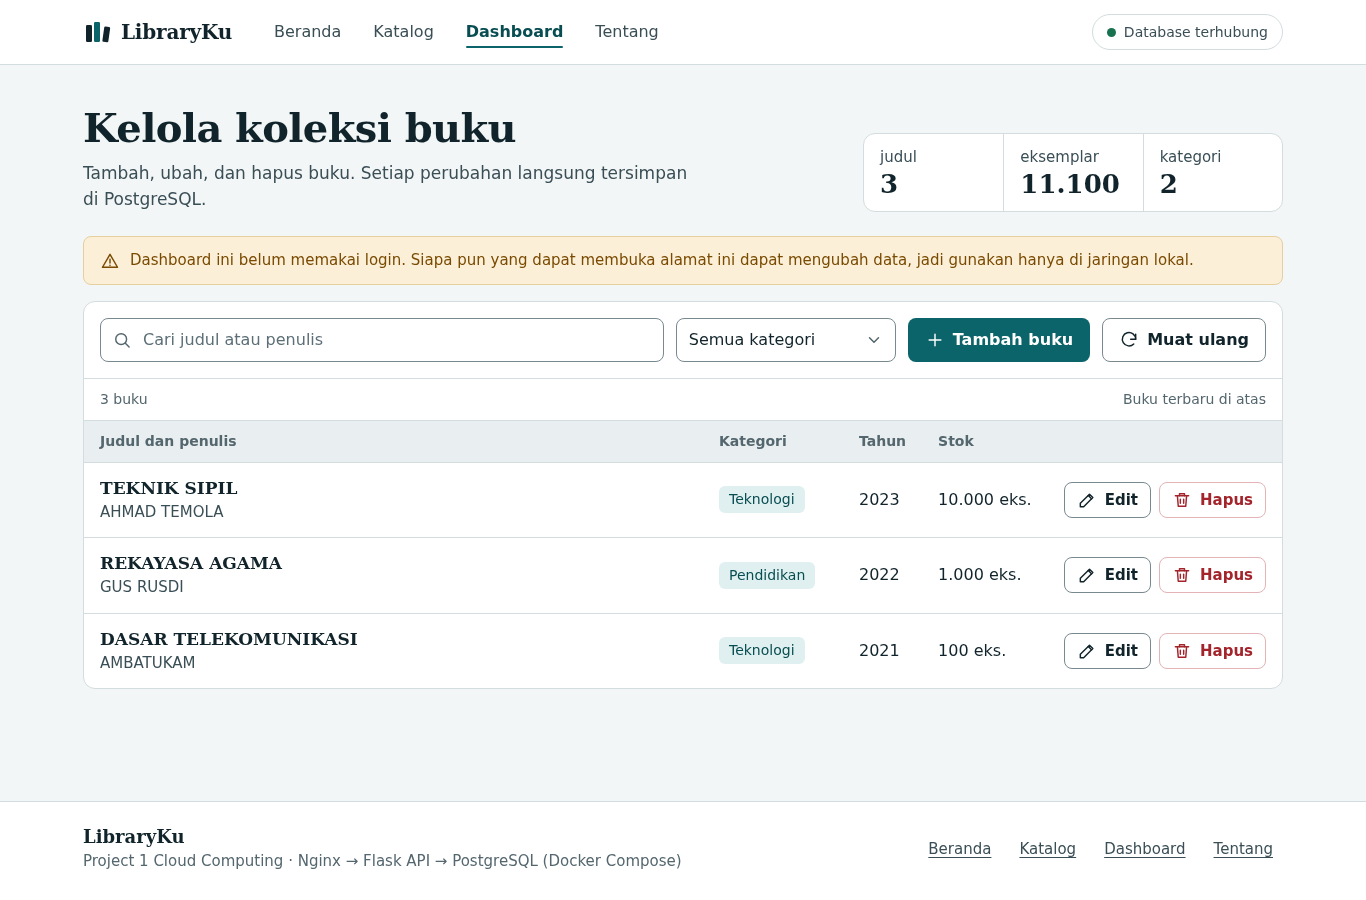 LibraryKu
Beranda
Katalog
Dashboard
Tentang
Database terhubung
Kelola koleksi buku
Tambah, ubah, dan hapus buku. Setiap perubahan langsung tersimpan
di PostgreSQL.
judul
3
eksemplar
11.100
kategori
2
Dashboard ini belum memakai login. Siapa pun yang dapat membuka alamat ini dapat mengubah data, jadi gunakan hanya di jaringan lokal.
Cari judul atau penulis
Semua kategori
Tambah buku
Muat ulang
3 buku
Buku terbaru di atas
Judul dan penulis
Kategori
Tahun
Stok
TEKNIK SIPIL
AHMAD TEMOLA
Teknologi
2023
10.000 eks.
Edit
Hapus
REKAYASA AGAMA
GUS RUSDI
Pendidikan
2022
1.000 eks.
Edit
Hapus
DASAR TELEKOMUNIKASI
AMBATUKAM
Teknologi
2021
100 eks.
Edit
Hapus
LibraryKu
Project 1 Cloud Computing · Nginx → Flask API → PostgreSQL (Docker Compose)
Beranda
Katalog
Dashboard
Tentang